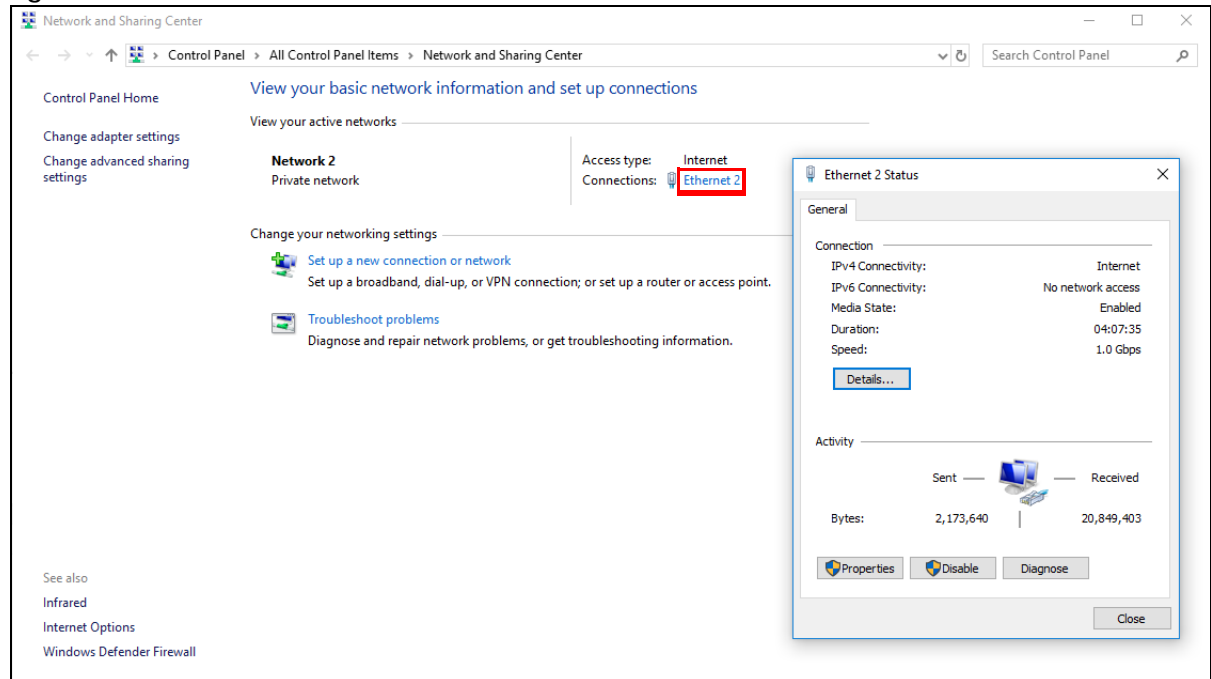 Network and Sharing Center
Control Panel > All Control Panel Items > Network and Sharing Center
Search Control Panel
Control Panel Home
Change adapter settings
Change advanced sharing
settings
View your basic network information and set up connections
View your active networks
Network 2
Private network
Access type: Internet
Connections: Ethernet 2
Change your networking settings
Set up a new connection or network
Set up a broadband, dial-up, or VPN connection; or set up a router or access point.
Troubleshoot problems
Diagnose and repair network problems, or get troubleshooting information.
See also
Infrared
Internet Options
Windows Defender Firewall
Ethernet 2 Status
General
Connection
IPv4 Connectivity: Internet
IPv6 Connectivity: No network access
Media State: Enabled
Duration: 04:07:35
Speed: 1.0 Gbps
Details...
Activity
Sent — — Received
Bytes: 2,173,640 | 20,849,403
Properties Disable Diagnose
Close